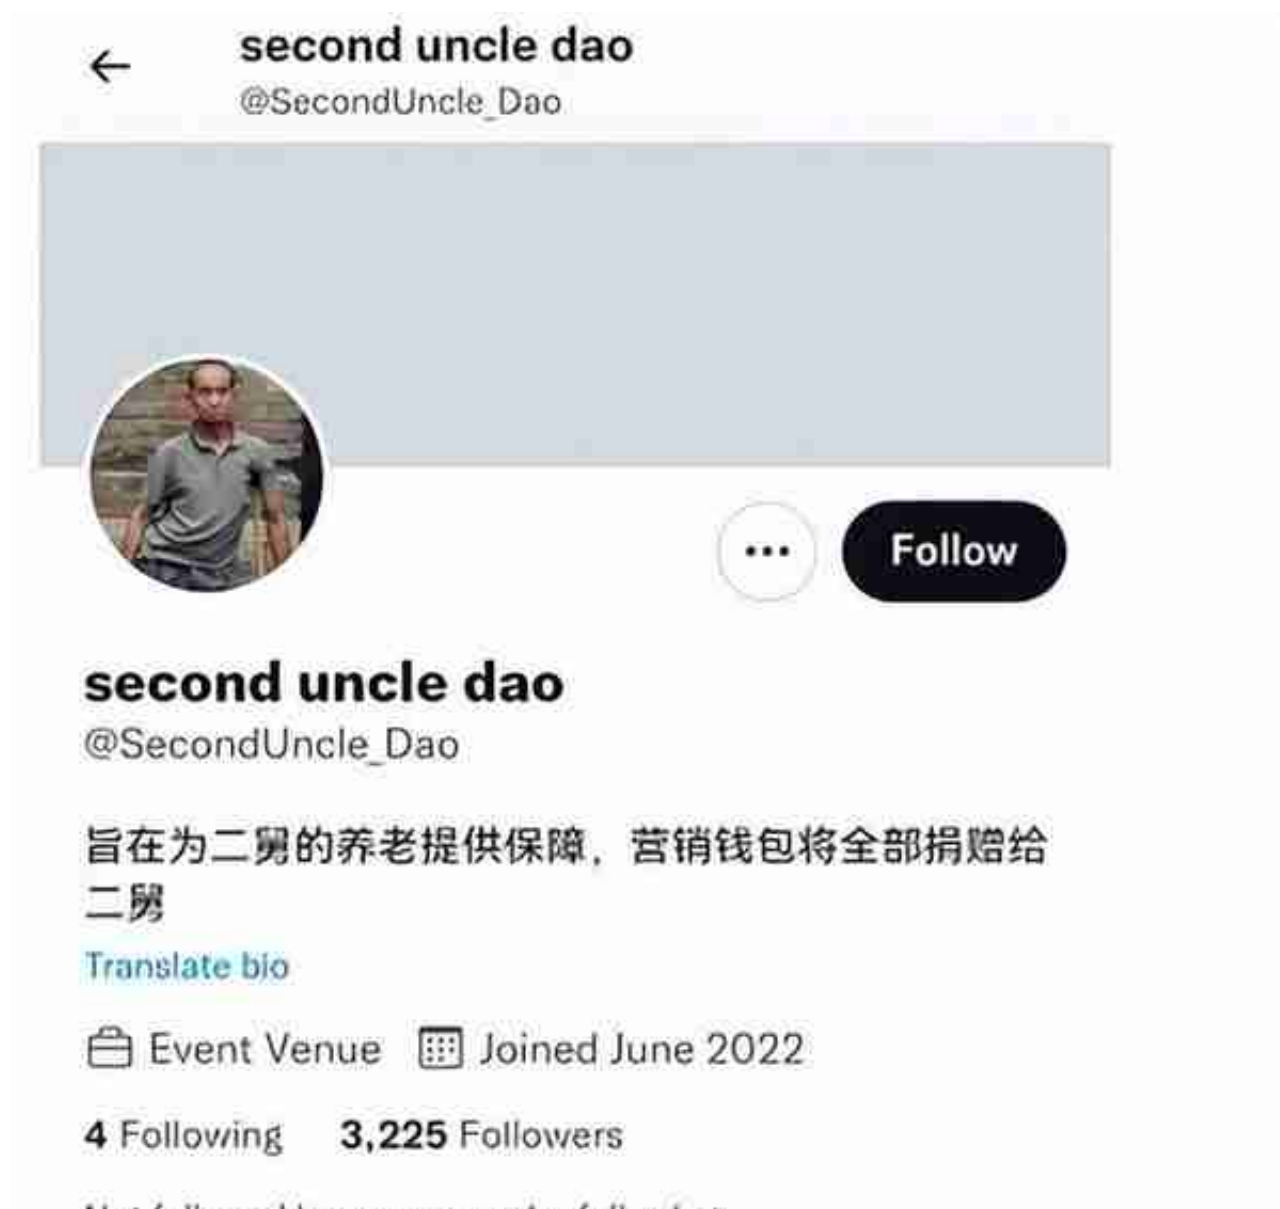 second uncle dao
@SecondUncle_Dao
Follow
second uncle dao
@SecondUncle_Dao
旨在为二舅的养老提供保障，营销钱包将全部捐赠给
二舅
Translate bio
Event Venue Joined June 2022
4 Following 3,225 Followers